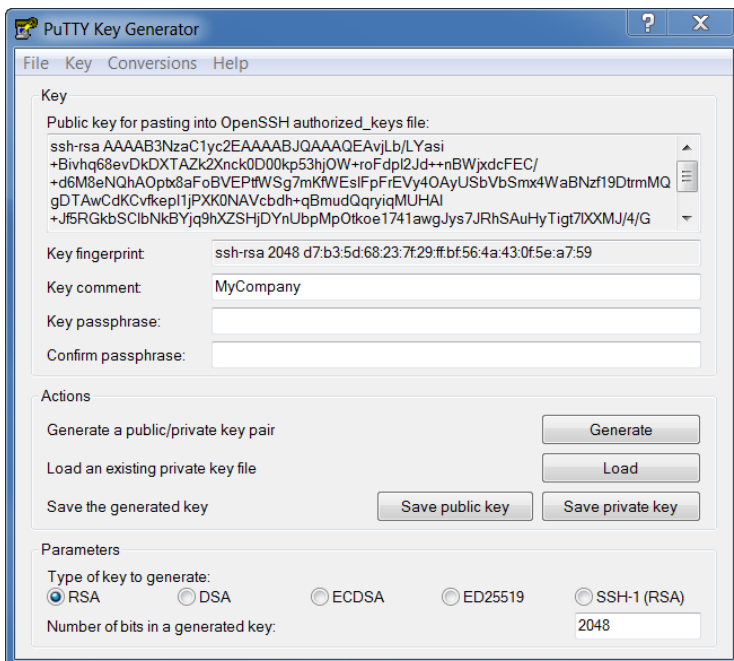 PuTTY Key Generator
File Key Conversions Help
Key
Public key for pasting into OpenSSH authorized_keys file:
ssh-rsa AAAAB3NzaC1yc2EAAAABJQAAAQEAvjLb/LYasi
+Bivhq68evDkDXTAZk2Xnck0D00kp53hjOW+roFdpl2Jd++nBWjxdcFEC/
+d6M8eNQhAOptx8aFoBVEPtfWSg7mKfWEslFpFrEVy4OAyUSbVbSmx4WaBNzf19DtrmMQ
gDTAwCdKCvfkepl1jPXK0NAVcbdh+qBmudQqryiqMUHAI
+Jf5RGkbSClbNkBYjq9hXZSHjDYnUbpMpOtkoe1741awgJys7JRhSAuHyTigt7lXXMJ/4/G
Key fingerprint: ssh-rsa 2048 d7:b3:5d:68:23:7f:29:ff:bf:56:4a:43:0f:5e:a7:59
Key comment: MyCompany
Key passphrase:
Confirm passphrase:
Actions
Generate a public/private key pair Generate
Load an existing private key file Load
Save the generated key Save public key Save private key
Parameters
Type of key to generate:
RSA DSA ECDSA ED25519 SSH-1 (RSA)
Number of bits in a generated key: 2048